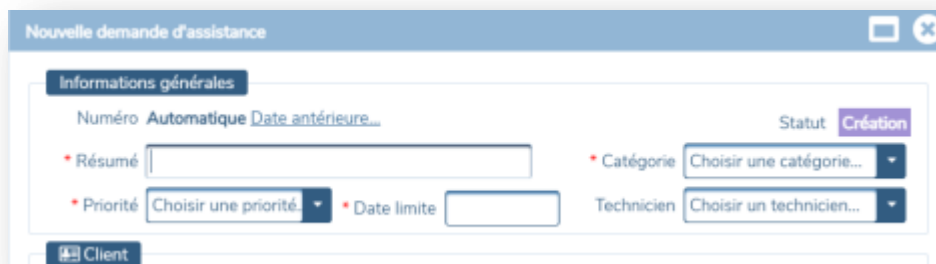 Nouvelle demande d'assistance
Informations générales
Numéro Automatique Date antérieure... Statut Création
* Résumé * Catégorie Choisir une catégorie...
* Priorité Choisir une priorité. * Date limite Technicien Choisir un technicien...
Client